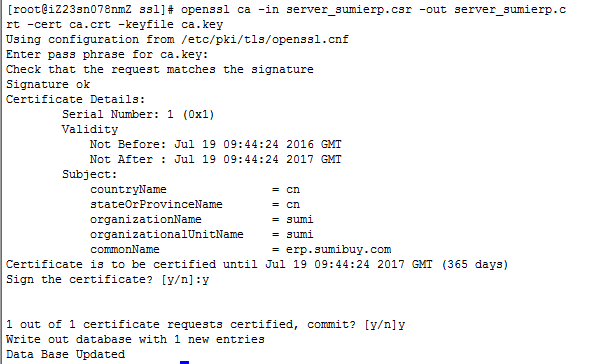 [root@iZ23sn078nmZ ssl]# openssl ca -in server_sumierp.csr -out server_sumierp.c
rt -cert ca.crt -keyfile ca.key
Using configuration from /etc/pki/tls/openssl.cnf
Enter pass phrase for ca.key:
Check that the request matches the signature
Signature ok
Certificate Details:
        Serial Number: 1 (0x1)
        Validity
            Not Before: Jul 19 09:44:24 2016 GMT
            Not After : Jul 19 09:44:24 2017 GMT
        Subject:
            countryName               = cn
            stateOrProvinceName       = cn
            organizationName          = sumi
            organizationalUnitName    = sumi
            commonName                = erp.sumibuy.com
Certificate is to be certified until Jul 19 09:44:24 2017 GMT (365 days)
Sign the certificate? [y/n]:y
1 out of 1 certificate requests certified, commit? [y/n]y
Write out database with 1 new entries
Data Base Updated